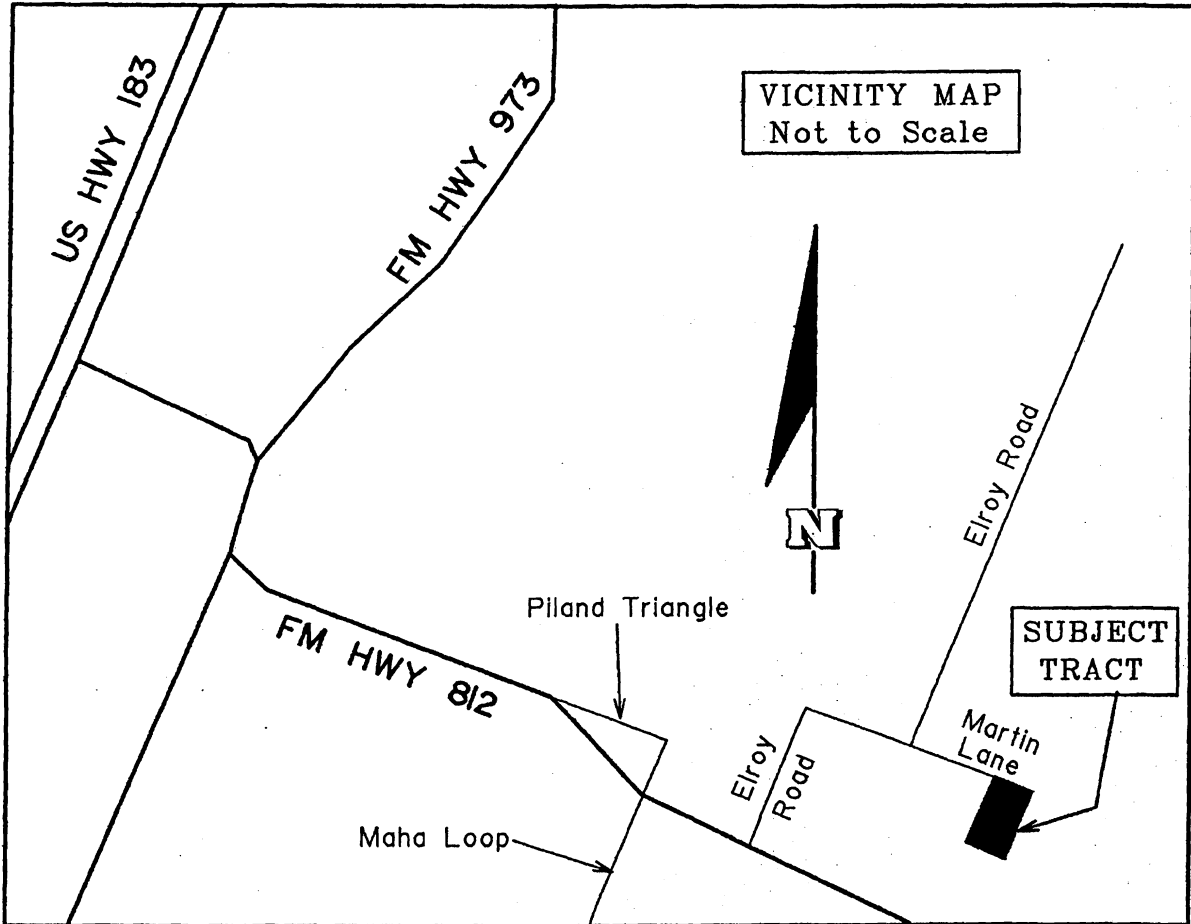 US HWY 183
FM HWY 973
VICINITY MAP
Not to Scale
N
Elroy Road
Piland Triangle
FM HWY 812
SUBJECT
TRACT
Martin
Lane
Elroy
Road
Maha Loop